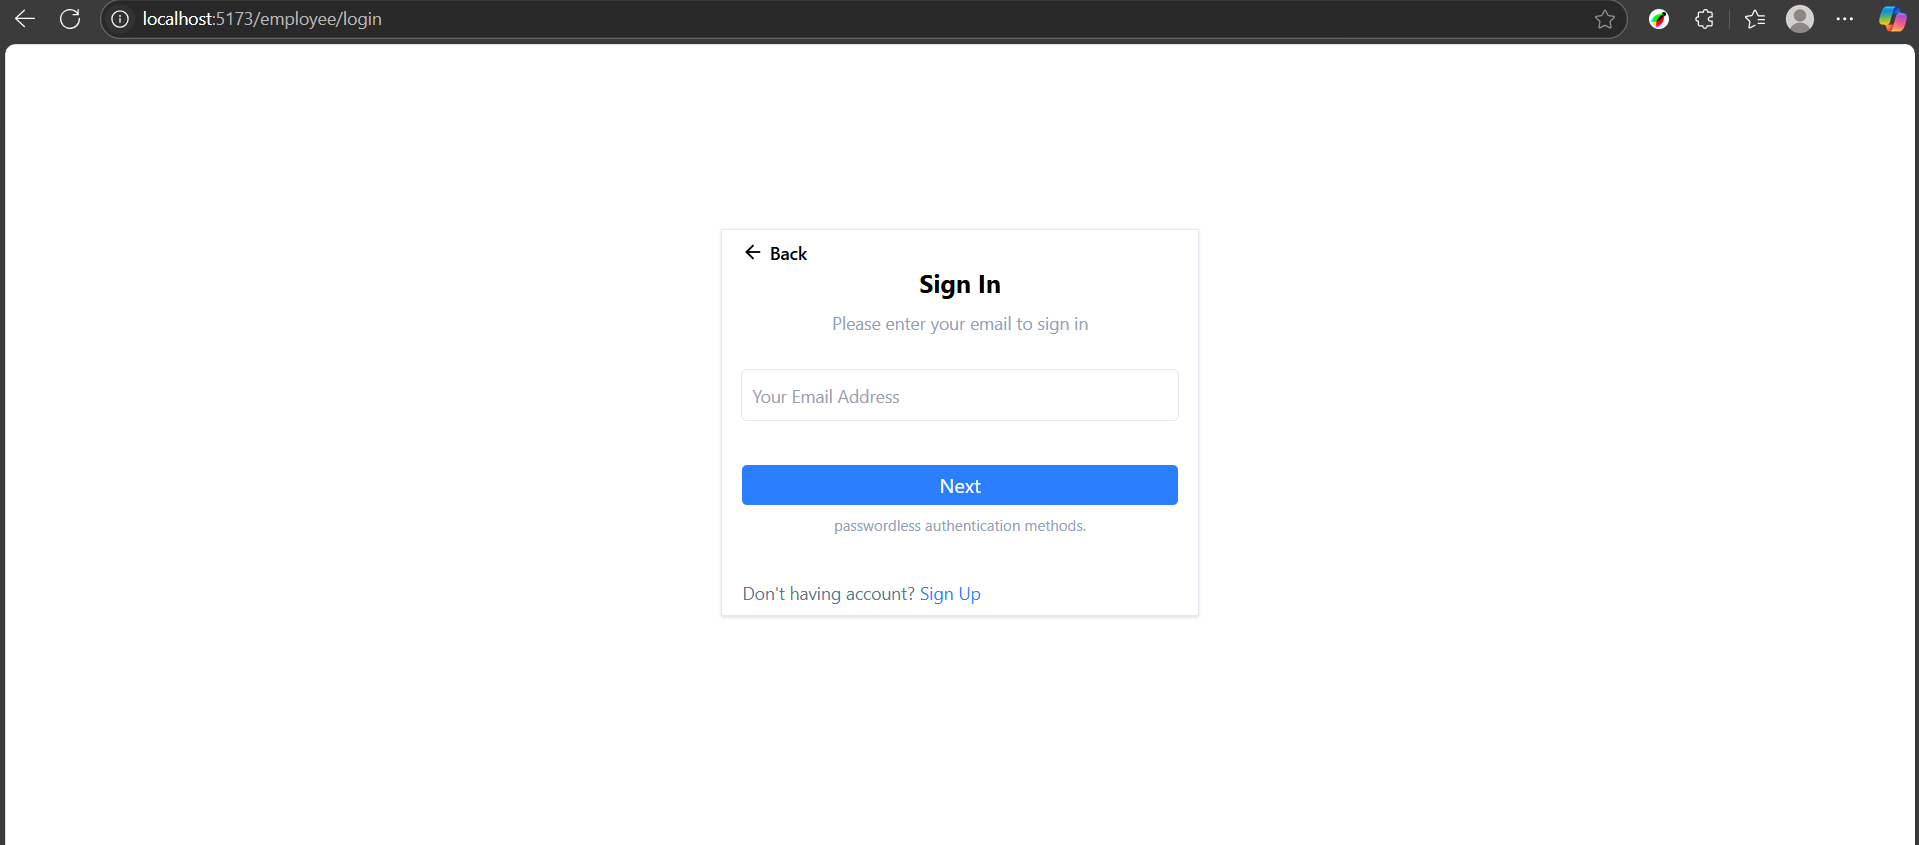 localhost:5173/employee/login
Back
Sign In
Please enter your email to sign in
Your Email Address
Next
passwordless authentication methods.
Don't having account? Sign Up